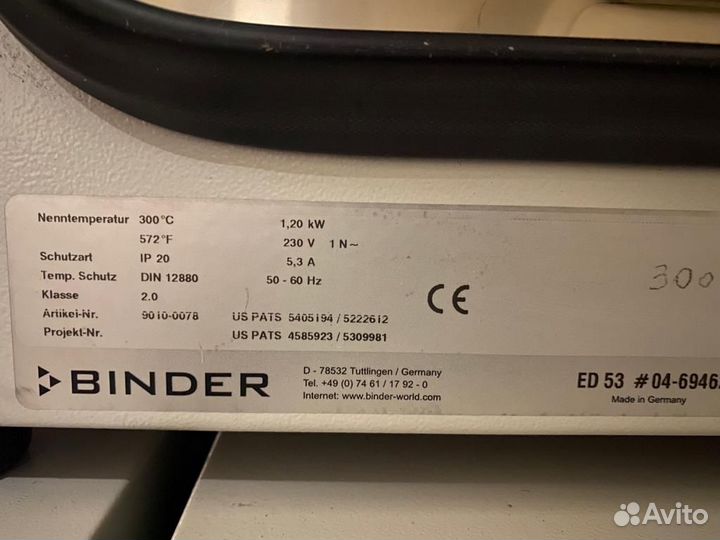 Nenntemperatur 300°C 1,20 kW
572°F 230 V 1 N~
Schutzart IP 20 5,3 A
Temp. Schutz DIN 12880 50 - 60 Hz
Klasse 2.0
Artikel-Nr. 9010-0078 US PATS 5405194 / 5222612
Projekt-Nr. US PATS 4585923 / 5309981
CE
300
BINDER
D - 78532 Tuttlingen / Germany
Tel. +49 (0) 74 61 / 17 92 - 0
Internet: www.binder-world.com
ED 53 # 04-6946
Made in Germany
Avito